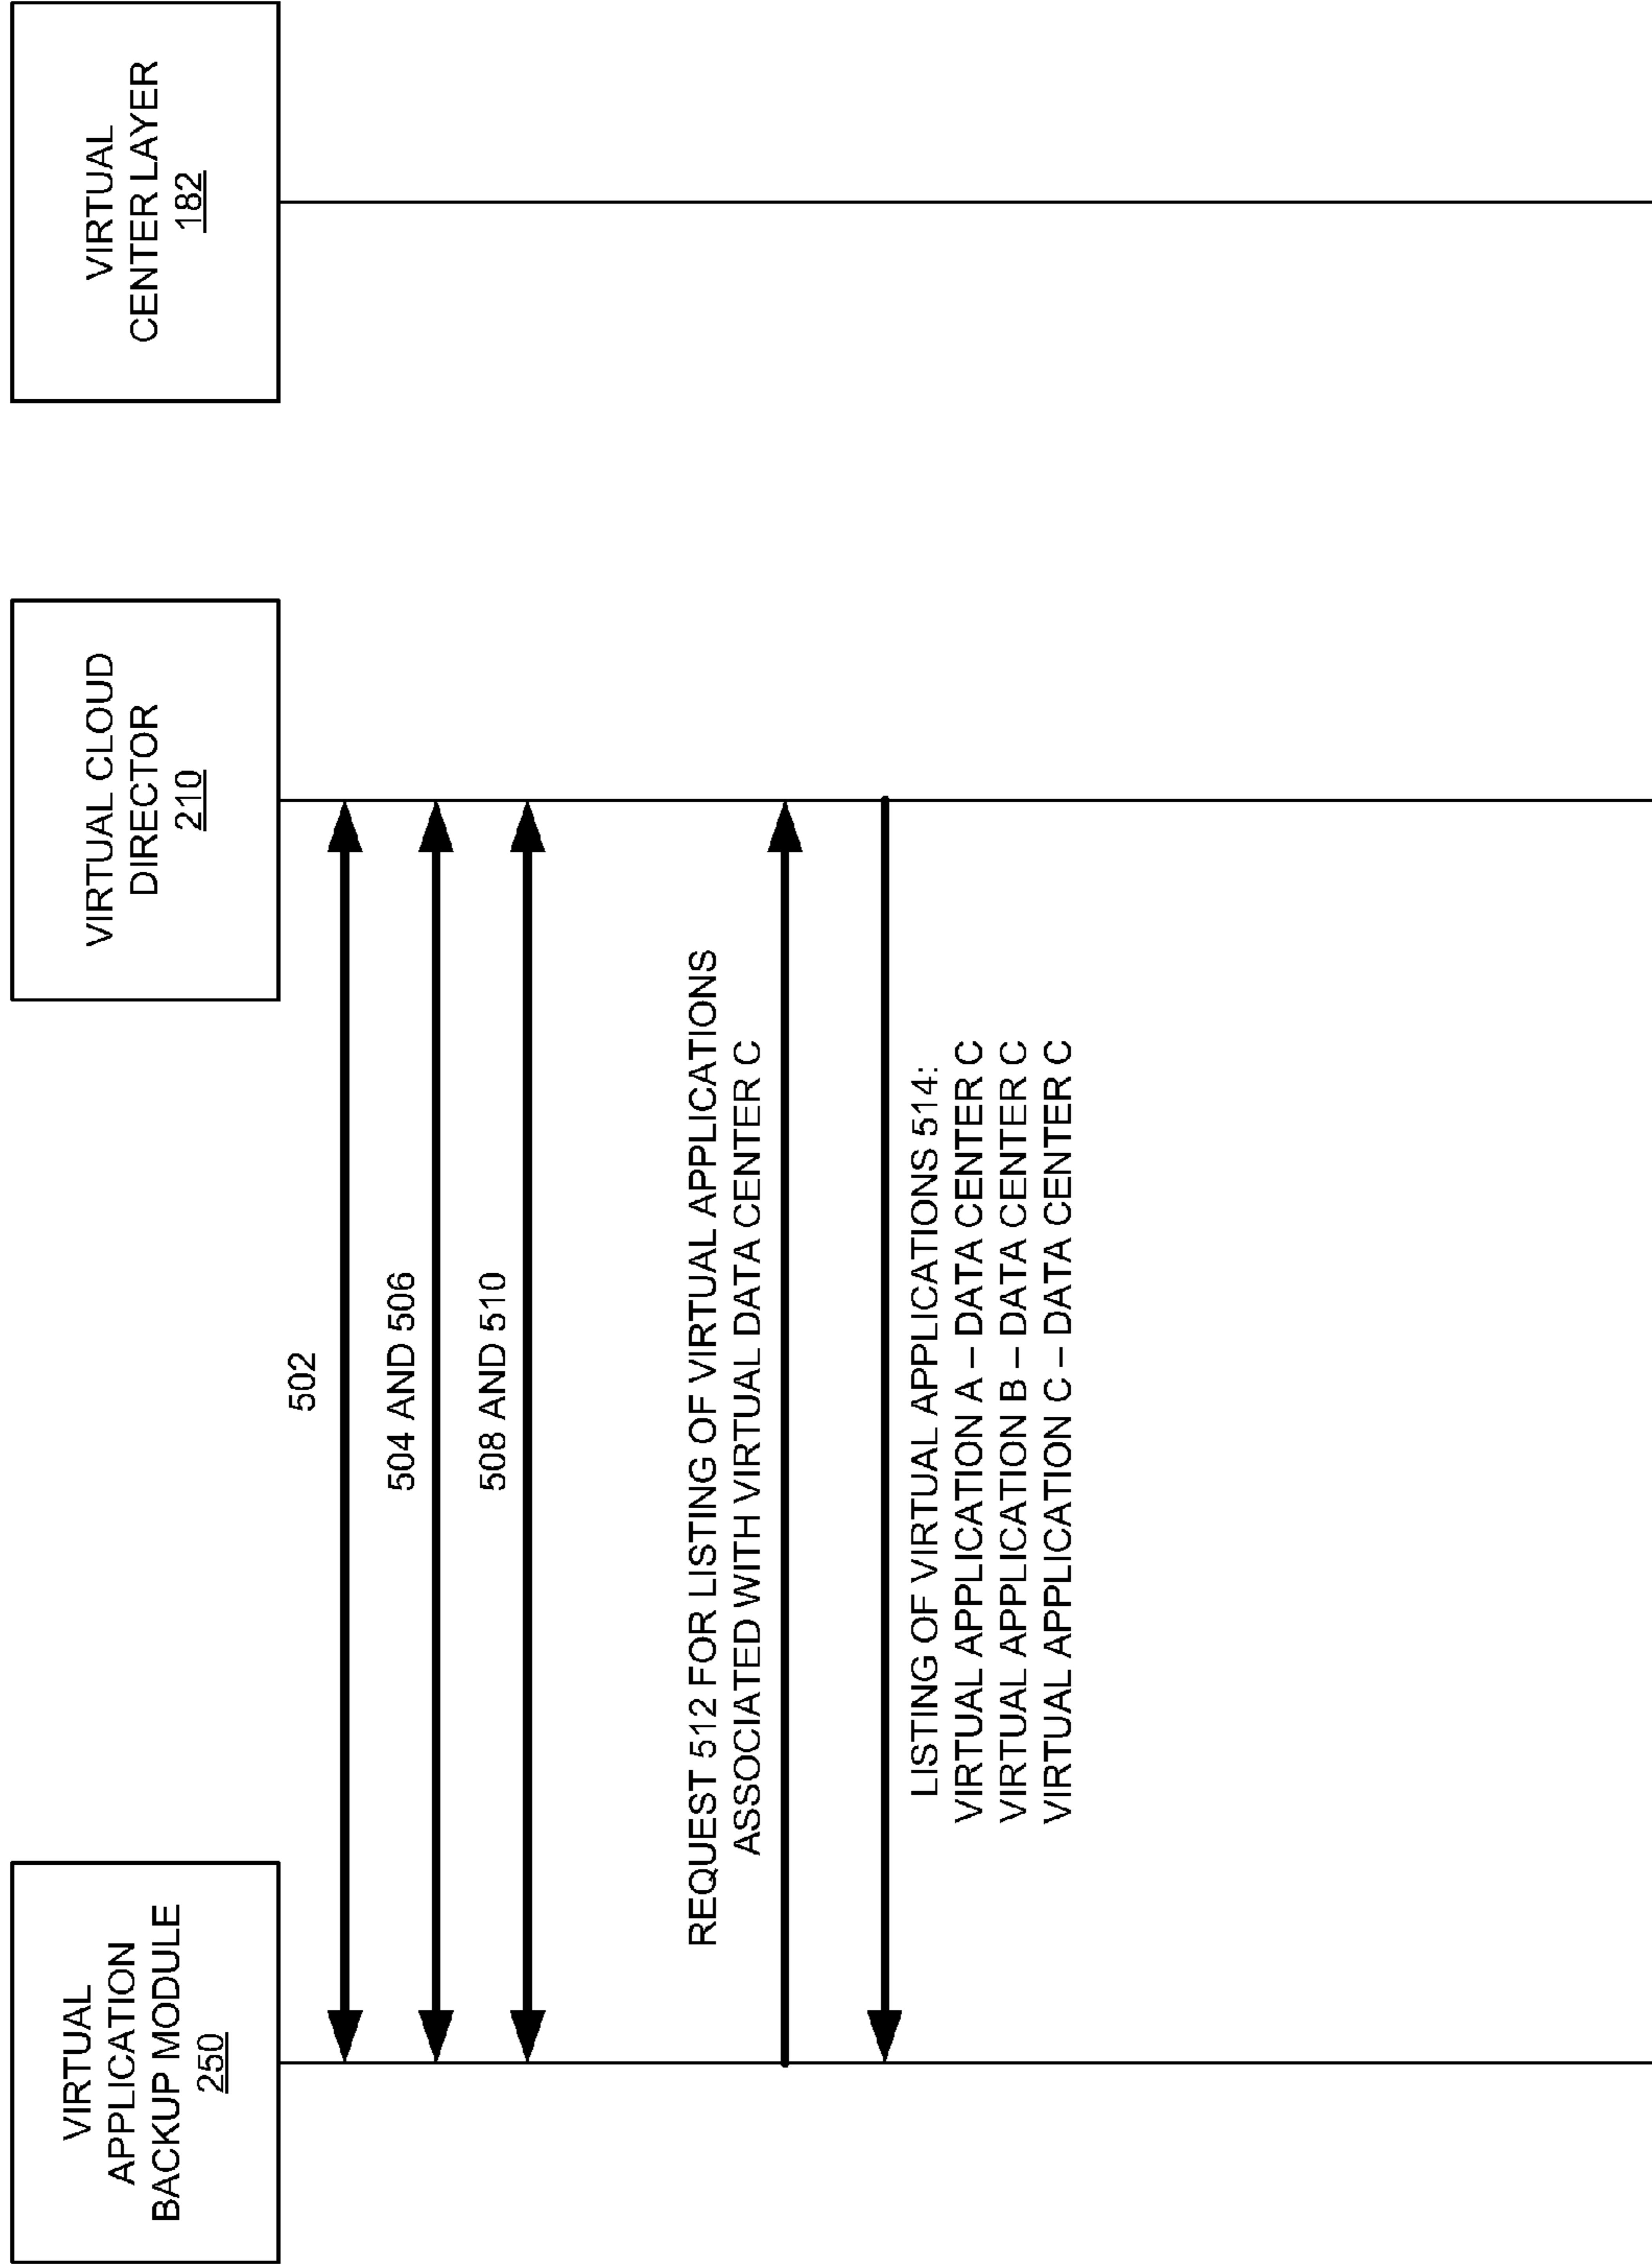 VIRTUAL
APPLICATION
BACKUP MODULE
250
VIRTUAL CLOUD
DIRECTOR
210
VIRTUAL
CENTER LAYER
182
502
504 AND 506
508 AND 510
REQUEST 512 FOR LISTING OF VIRTUAL APPLICATIONS
ASSOCIATED WITH VIRTUAL DATA CENTER C
LISTING OF VIRTUAL APPLICATIONS 514:
VIRTUAL APPLICATION A – DATA CENTER C
VIRTUAL APPLICATION B – DATA CENTER C
VIRTUAL APPLICATION C – DATA CENTER C